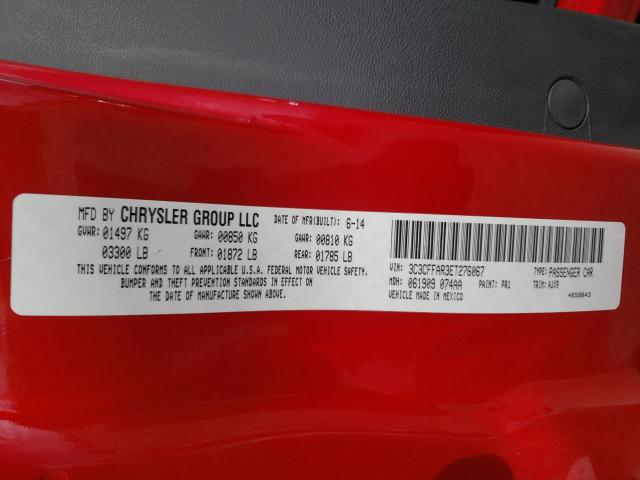 MFD BY CHRYSLER GROUP LLC DATE OF MFR(BUILT): 6-14
GVWR: 01497 KG GAWR: 00850 KG GAWR: 00810 KG
03300 LB FRONT: 01872 LB REAR: 01785 LB
THIS VEHICLE CONFORMS TO ALL APPLICABLE U.S.A. FEDERAL MOTOR VEHICLE SAFETY,
BUMPER AND THEFT PREVENTION STANDARDS IN EFFECT ON
THE DATE OF MANUFACTURE SHOWN ABOVE.
VIN: 3C3CFFAR3ET276067 TYPE: PASSENGER CAR
MDH: 061909 074AA PAINT: PR1 TRIM: AJX9
VEHICLE MADE IN MEXICO 4658043